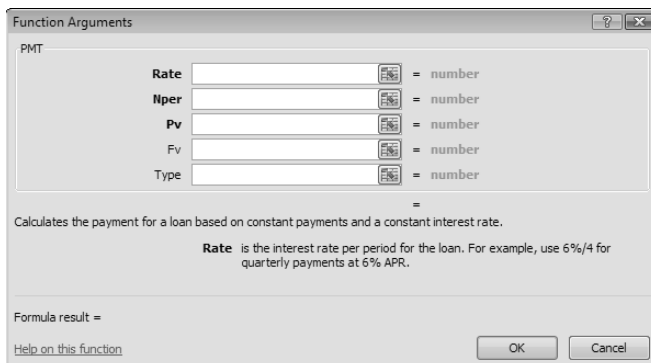 Function Arguments
PMT
Rate = number
Nper = number
Pv = number
Fv = number
Type = number
=
Calculates the payment for a loan based on constant payments and a constant interest rate.
Rate is the interest rate per period for the loan. For example, use 6%/4 for
quarterly payments at 6% APR.
Formula result =
Help on this function
OK Cancel